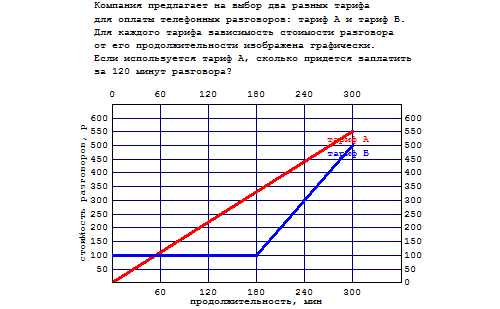 Компания предлагает на выбор два разных тарифа
для оплаты телефонных разговоров: тариф А и тариф В.
Для каждого тарифа зависимость стоимости разговора
от его продолжительности изображена графически.
Если используется тариф А, сколько придется заплатить
за 120 минут разговора?
0 60 120 180 240 300
600 600
550 550
тариф А
500 500
тариф В
450 450
400 400
350 350
300 300
250 250
200 200
150 150
100 100
50 50
0
стоимость разговоров, р
60 120 180 240 300
продолжительность, мин